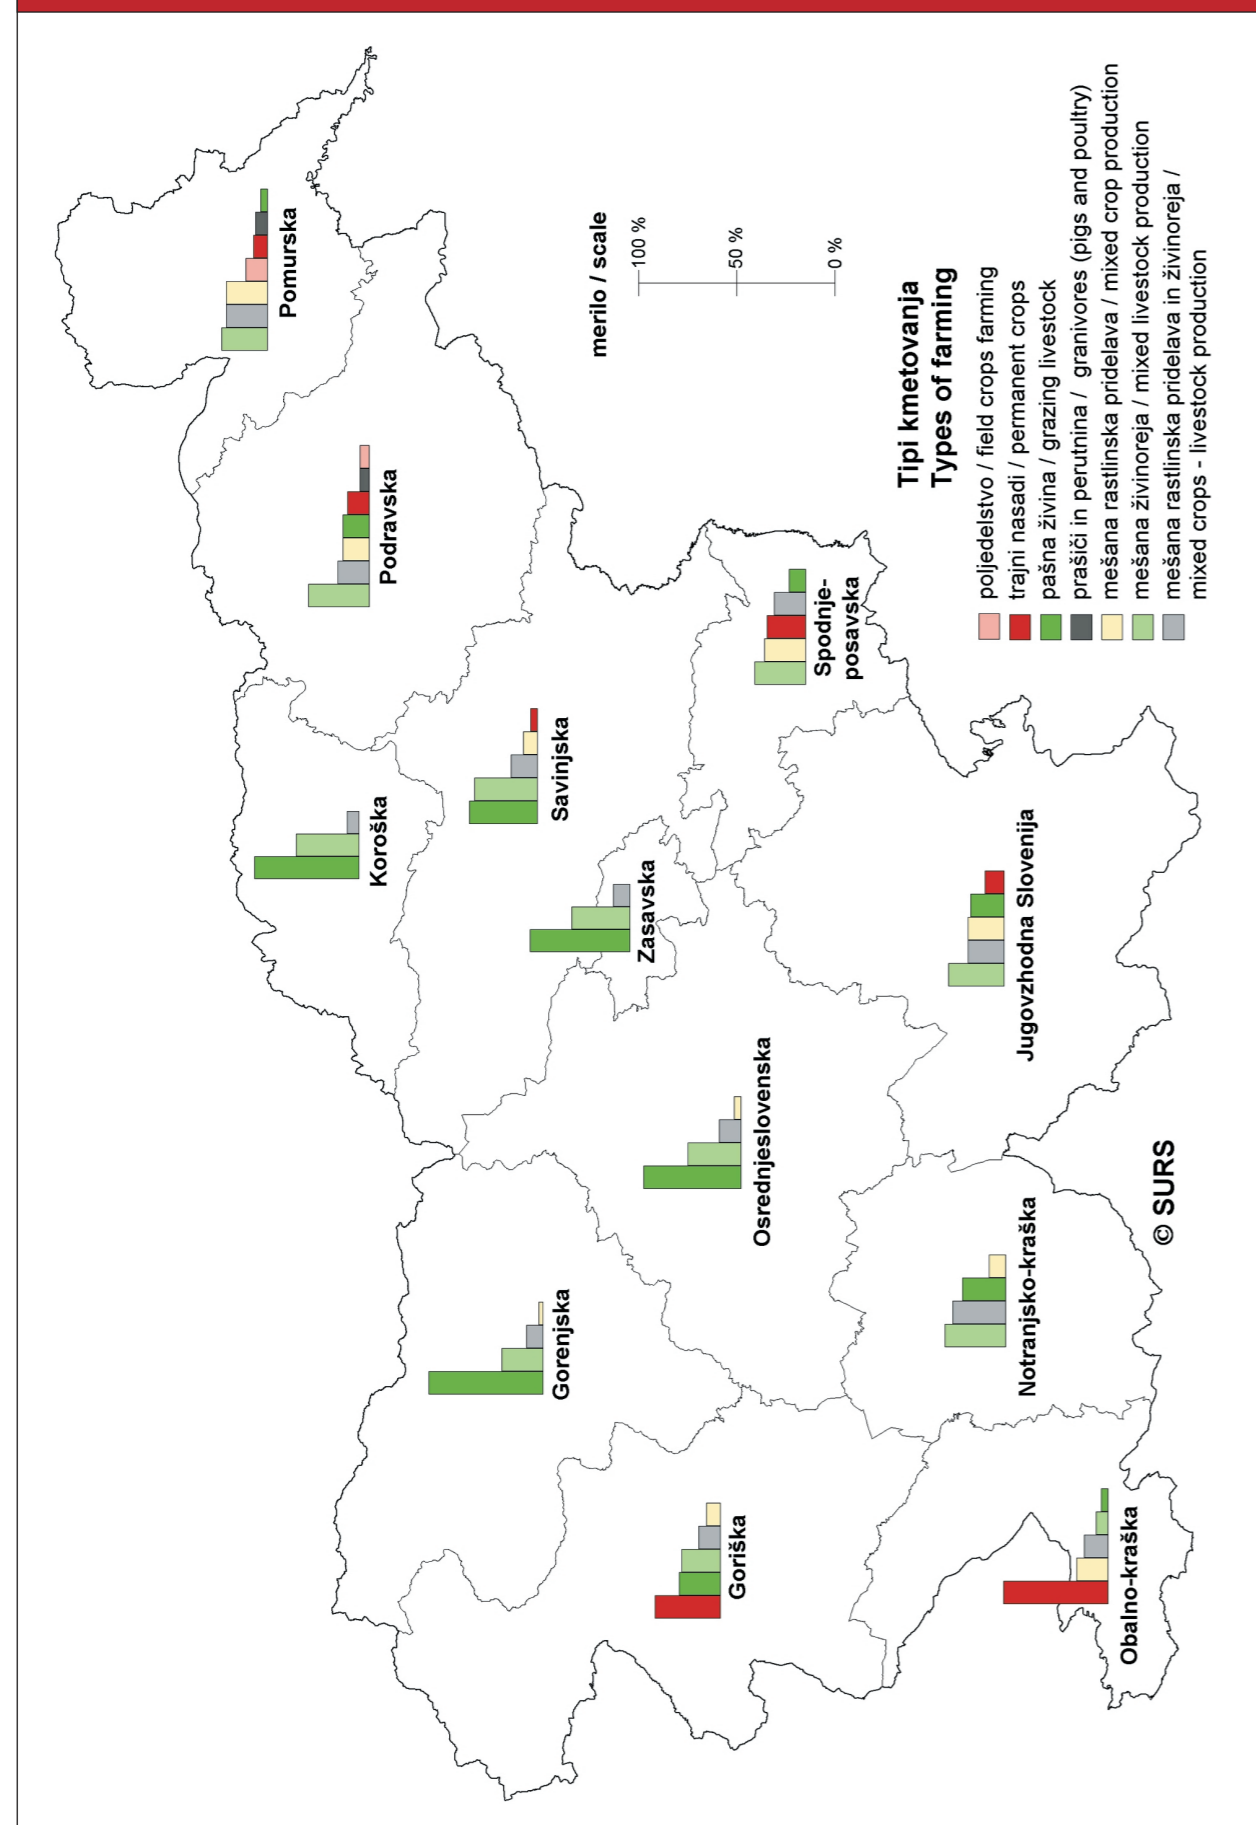 Pomurska
Podravska
Koroška
Savinjska
Zasavska
Spodnje-
posavska
Gorenjska
Osrednjeslovenska
Jugovzhodna Slovenija
Goriška
Notranjsko-kraška
Obalno-kraška
merilo / scale
100 %
50 %
0 %
Tipi kmetovanja
Types of farming
poljedelstvo / field crops farming
trajni nasadi / permanent crops
pašna živina / grazing livestock
prašiči in perutnina / granivores (pigs and poultry)
mešana rastlinska pridelava / mixed crop production
mešana živinoreja / mixed livestock production
mešana rastlinska pridelava in živinoreja /
mixed crops - livestock production
© SURS